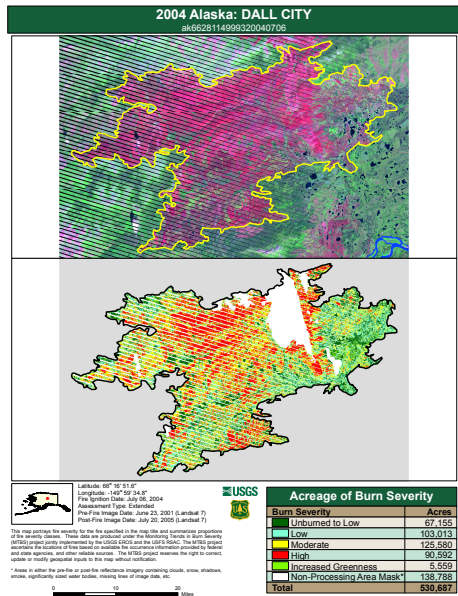 2004 Alaska: DALL CITY
ak6628114999320040706
Latitude: 66° 16' 51.6"
Longitude: -149° 59' 34.8"
Fire Ignition Date: July 06, 2004
Assessment Type: Extended
Pre-Fire Image Date: June 23, 2001 (Landsat 7)
Post-Fire Image Date: July 20, 2005 (Landsat 7)
This map portrays fire severity for the fire specified in the map title and summarizes proportions
of fire severity classes. These data are produced under the Monitoring Trends in Burn Severity
(MTBS) project jointly implemented by the USGS EROS and the USFS RSAC. The MTBS project
ascertains the locations of fires based on available fire occurrence information provided by federal
and state agencies, and other reliable sources. The MTBS project reserves the right to correct,
update or modify geospatial inputs to this map without notification.
* Areas in either the pre-fire or post-fire reflectance imagery containing clouds, snow, shadows,
smoke, significantly sized water bodies, missing lines of image data, etc.
0 10 20
Miles
USGS
Acreage of Burn Severity
Burn Severity Acres
Unburned to Low 67,155
Low 103,013
Moderate 125,580
High 90,592
Increased Greenness 5,559
Non-Processing Area Mask* 138,788
Total 530,687